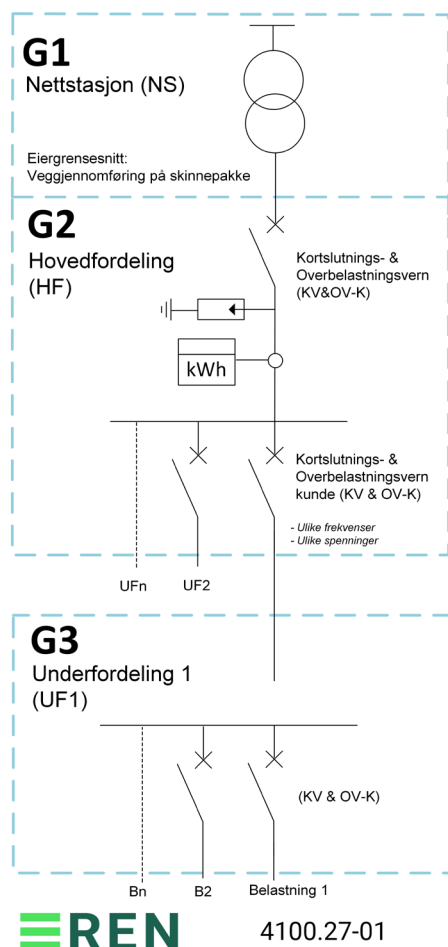 G1
Nettstasjon (NS)
Eiergrensesnitt:
Veggjennomføring på skinnepakke
G2
Hovedfordeling
(HF)
Kortslutnings- &
Overbelastningsvern
(KV&OV-K)
kWh
Kortslutnings- &
Overbelastningsvern
kunde (KV & OV-K)
- Ulike frekvenser
- Ulike spenninger
UFn
UF2
G3
Underfordeling 1
(UF1)
(KV & OV-K)
Bn
B2
Belastning 1
REN
4100.27-01